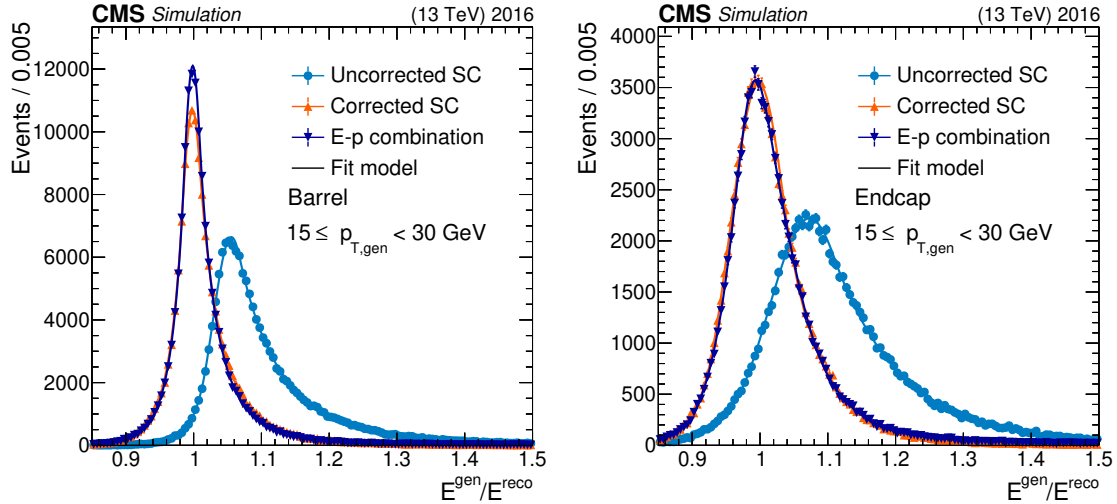 CMS Simulation (13 TeV) 2016
Events / 0.005
12000
10000
8000
6000
4000
2000
0
Uncorrected SC
Corrected SC
E-p combination
Fit model
Barrel
15 ≤ p_T,gen < 30 GeV
0.9 1 1.1 1.2 1.3 1.4 1.5
E^gen/E^reco
CMS Simulation (13 TeV) 2016
Events / 0.005
4000
3500
3000
2500
2000
1500
1000
500
0
Uncorrected SC
Corrected SC
E-p combination
Fit model
Endcap
15 ≤ p_T,gen < 30 GeV
0.9 1 1.1 1.2 1.3 1.4 1.5
E^gen/E^reco